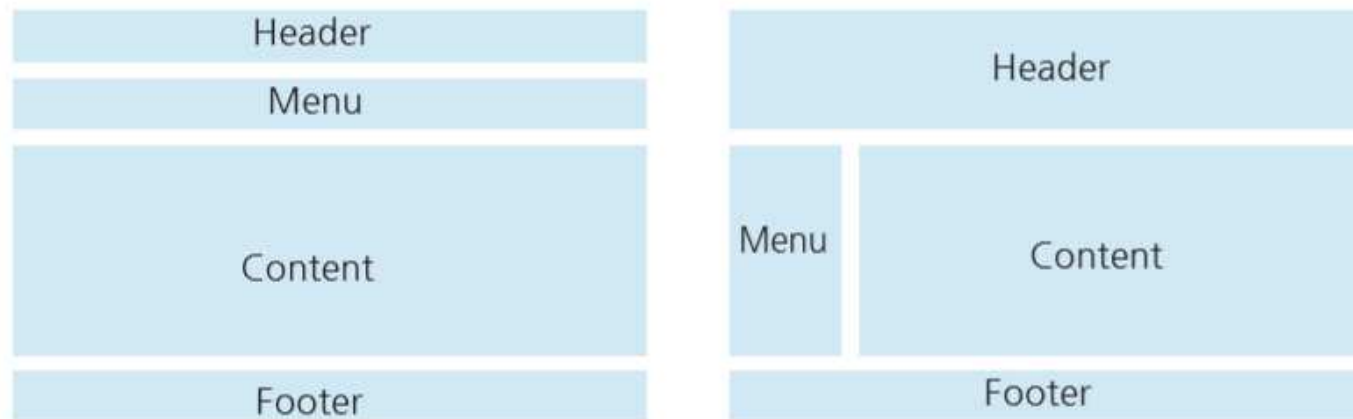 Header
Menu
Content
Footer
Header
Menu
Content
Footer